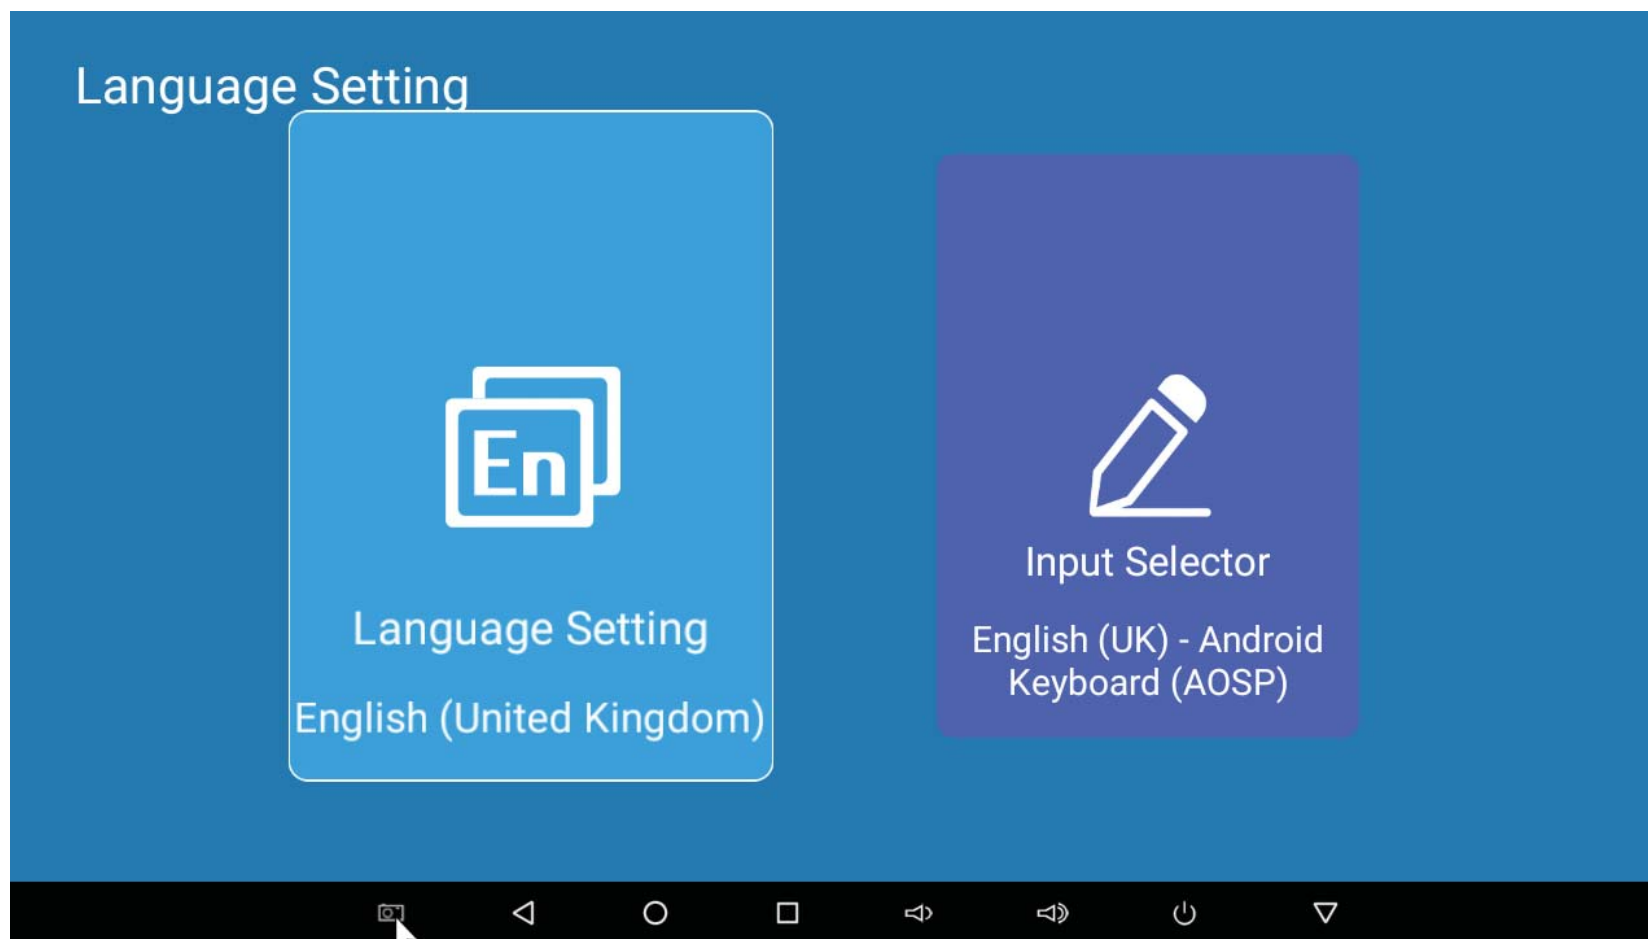 Language Setting
En
Language Setting
English (United Kingdom)
Input Selector
English (UK) - Android
Keyboard (AOSP)